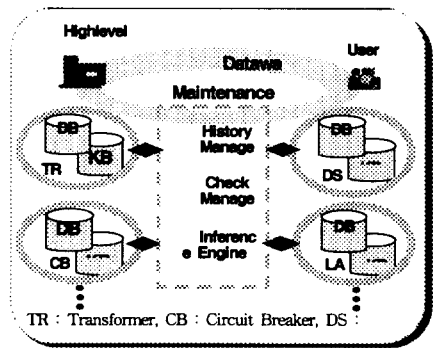 Highlevel
User
Datawa
Maintenance
DB
KB
TR
History
Manage
DB
DS
Check
Manage
DB
CB
Inferenc
e Engine
DB
LA
TR : Transformer, CB : Circuit Breaker, DS :